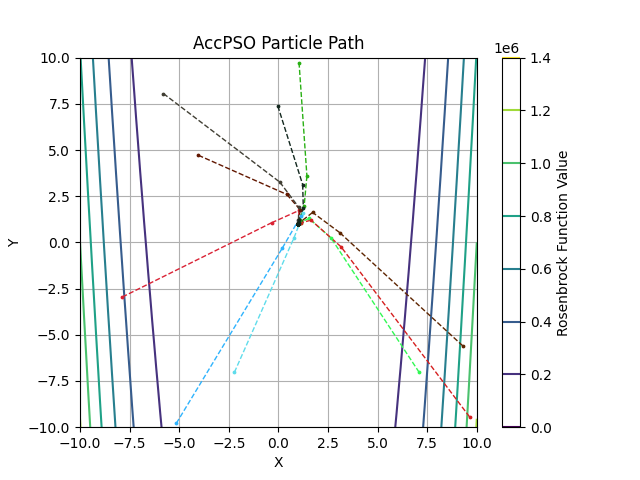 AccPSO Particle Path
1e6
10.0
7.5
5.0
2.5
0.0
−2.5
−5.0
−7.5
−10.0
Y
−10.0 −7.5 −5.0 −2.5 0.0 2.5 5.0 7.5 10.0
X
1.4
1.2
1.0
0.8
0.6
0.4
0.2
0.0
Rosenbrock Function Value